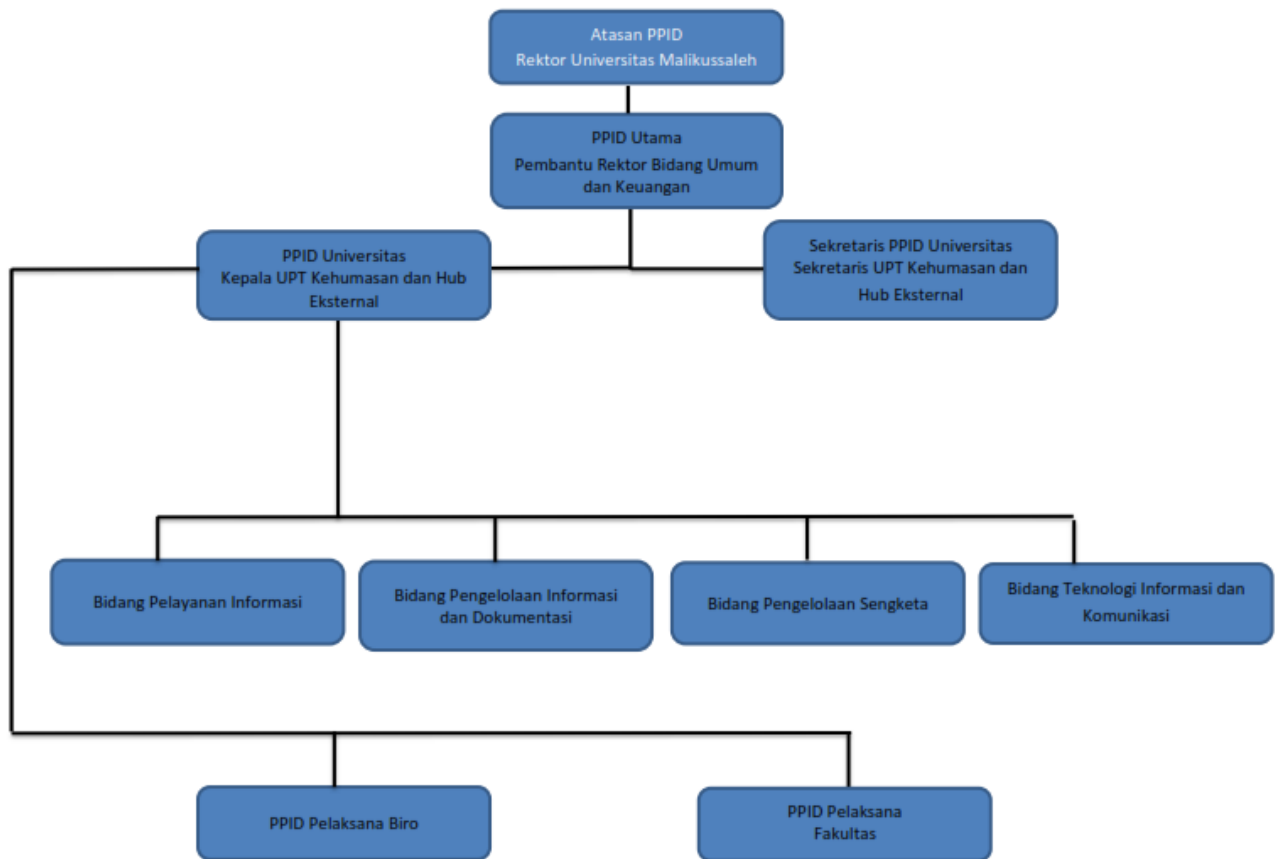 Atasan PPID
Rektor Universitas Malikussaleh
PPID Utama
Pembantu Rektor Bidang Umum
dan Keuangan
PPID Universitas
Kepala UPT Kehumasan dan Hub
Eksternal
Sekretaris PPID Universitas
Sekretaris UPT Kehumasan dan
Hub Eksternal
Bidang Pelayanan Informasi
Bidang Pengelolaan Informasi
dan Dokumentasi
Bidang Pengelolaan Sengketa
Bidang Teknologi Informasi dan
Komunikasi
PPID Pelaksana Biro
PPID Pelaksana
Fakultas